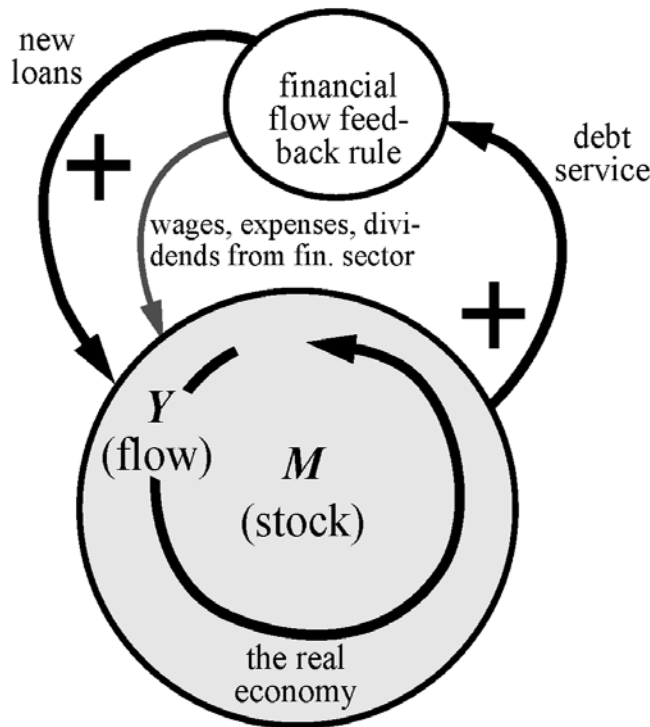 new
loans
financial
flow feed-
back rule
debt
service
+
wages, expenses, divi-
dends from fin. sector
+
Y
(flow)
M
(stock)
the real
economy